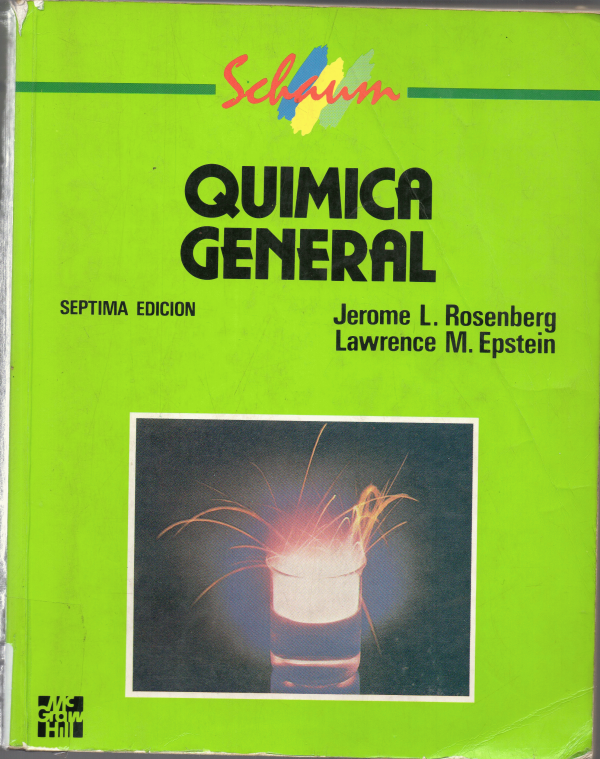 Schaum
QUIMICA
GENERAL
SEPTIMA EDICION
Jerome L. Rosenberg
Lawrence M. Epstein
Mc
Graw
Hill